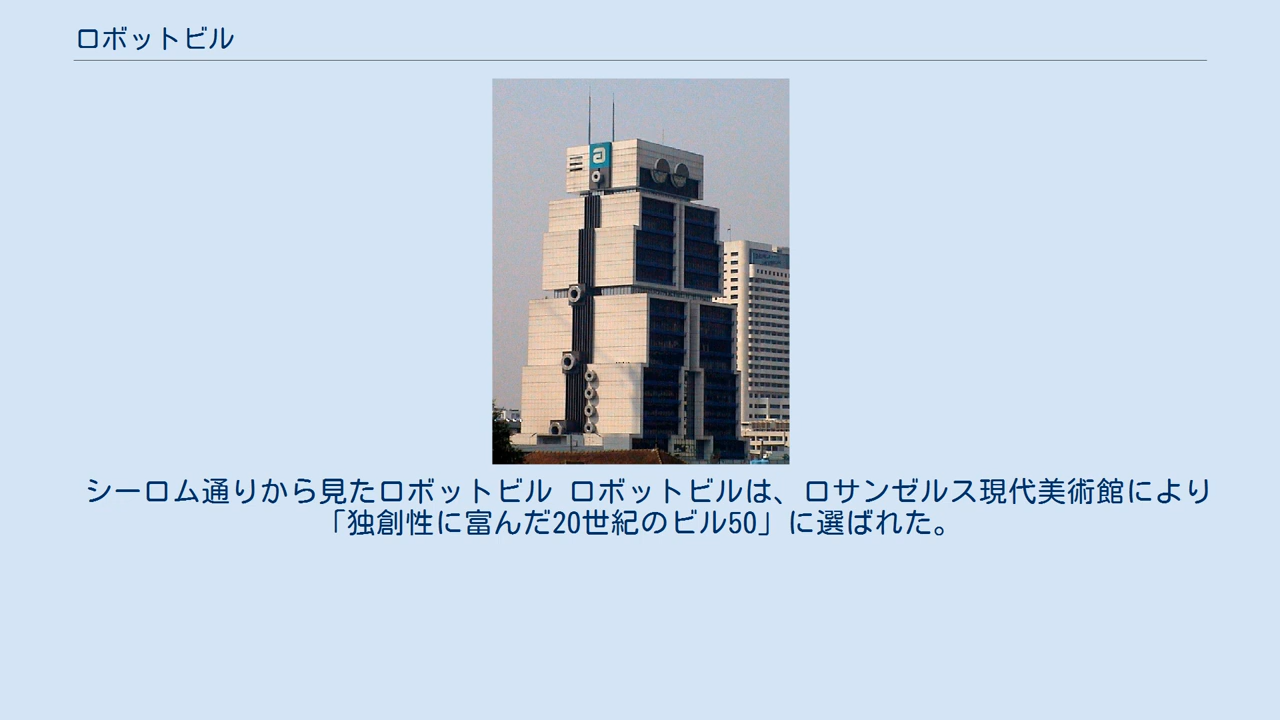 ロボットビル
a
シーロム通りから見たロボットビル ロボットビルは、ロサンゼルス現代美術館により
「独創性に富んだ20世紀のビル50」に選ばれた。